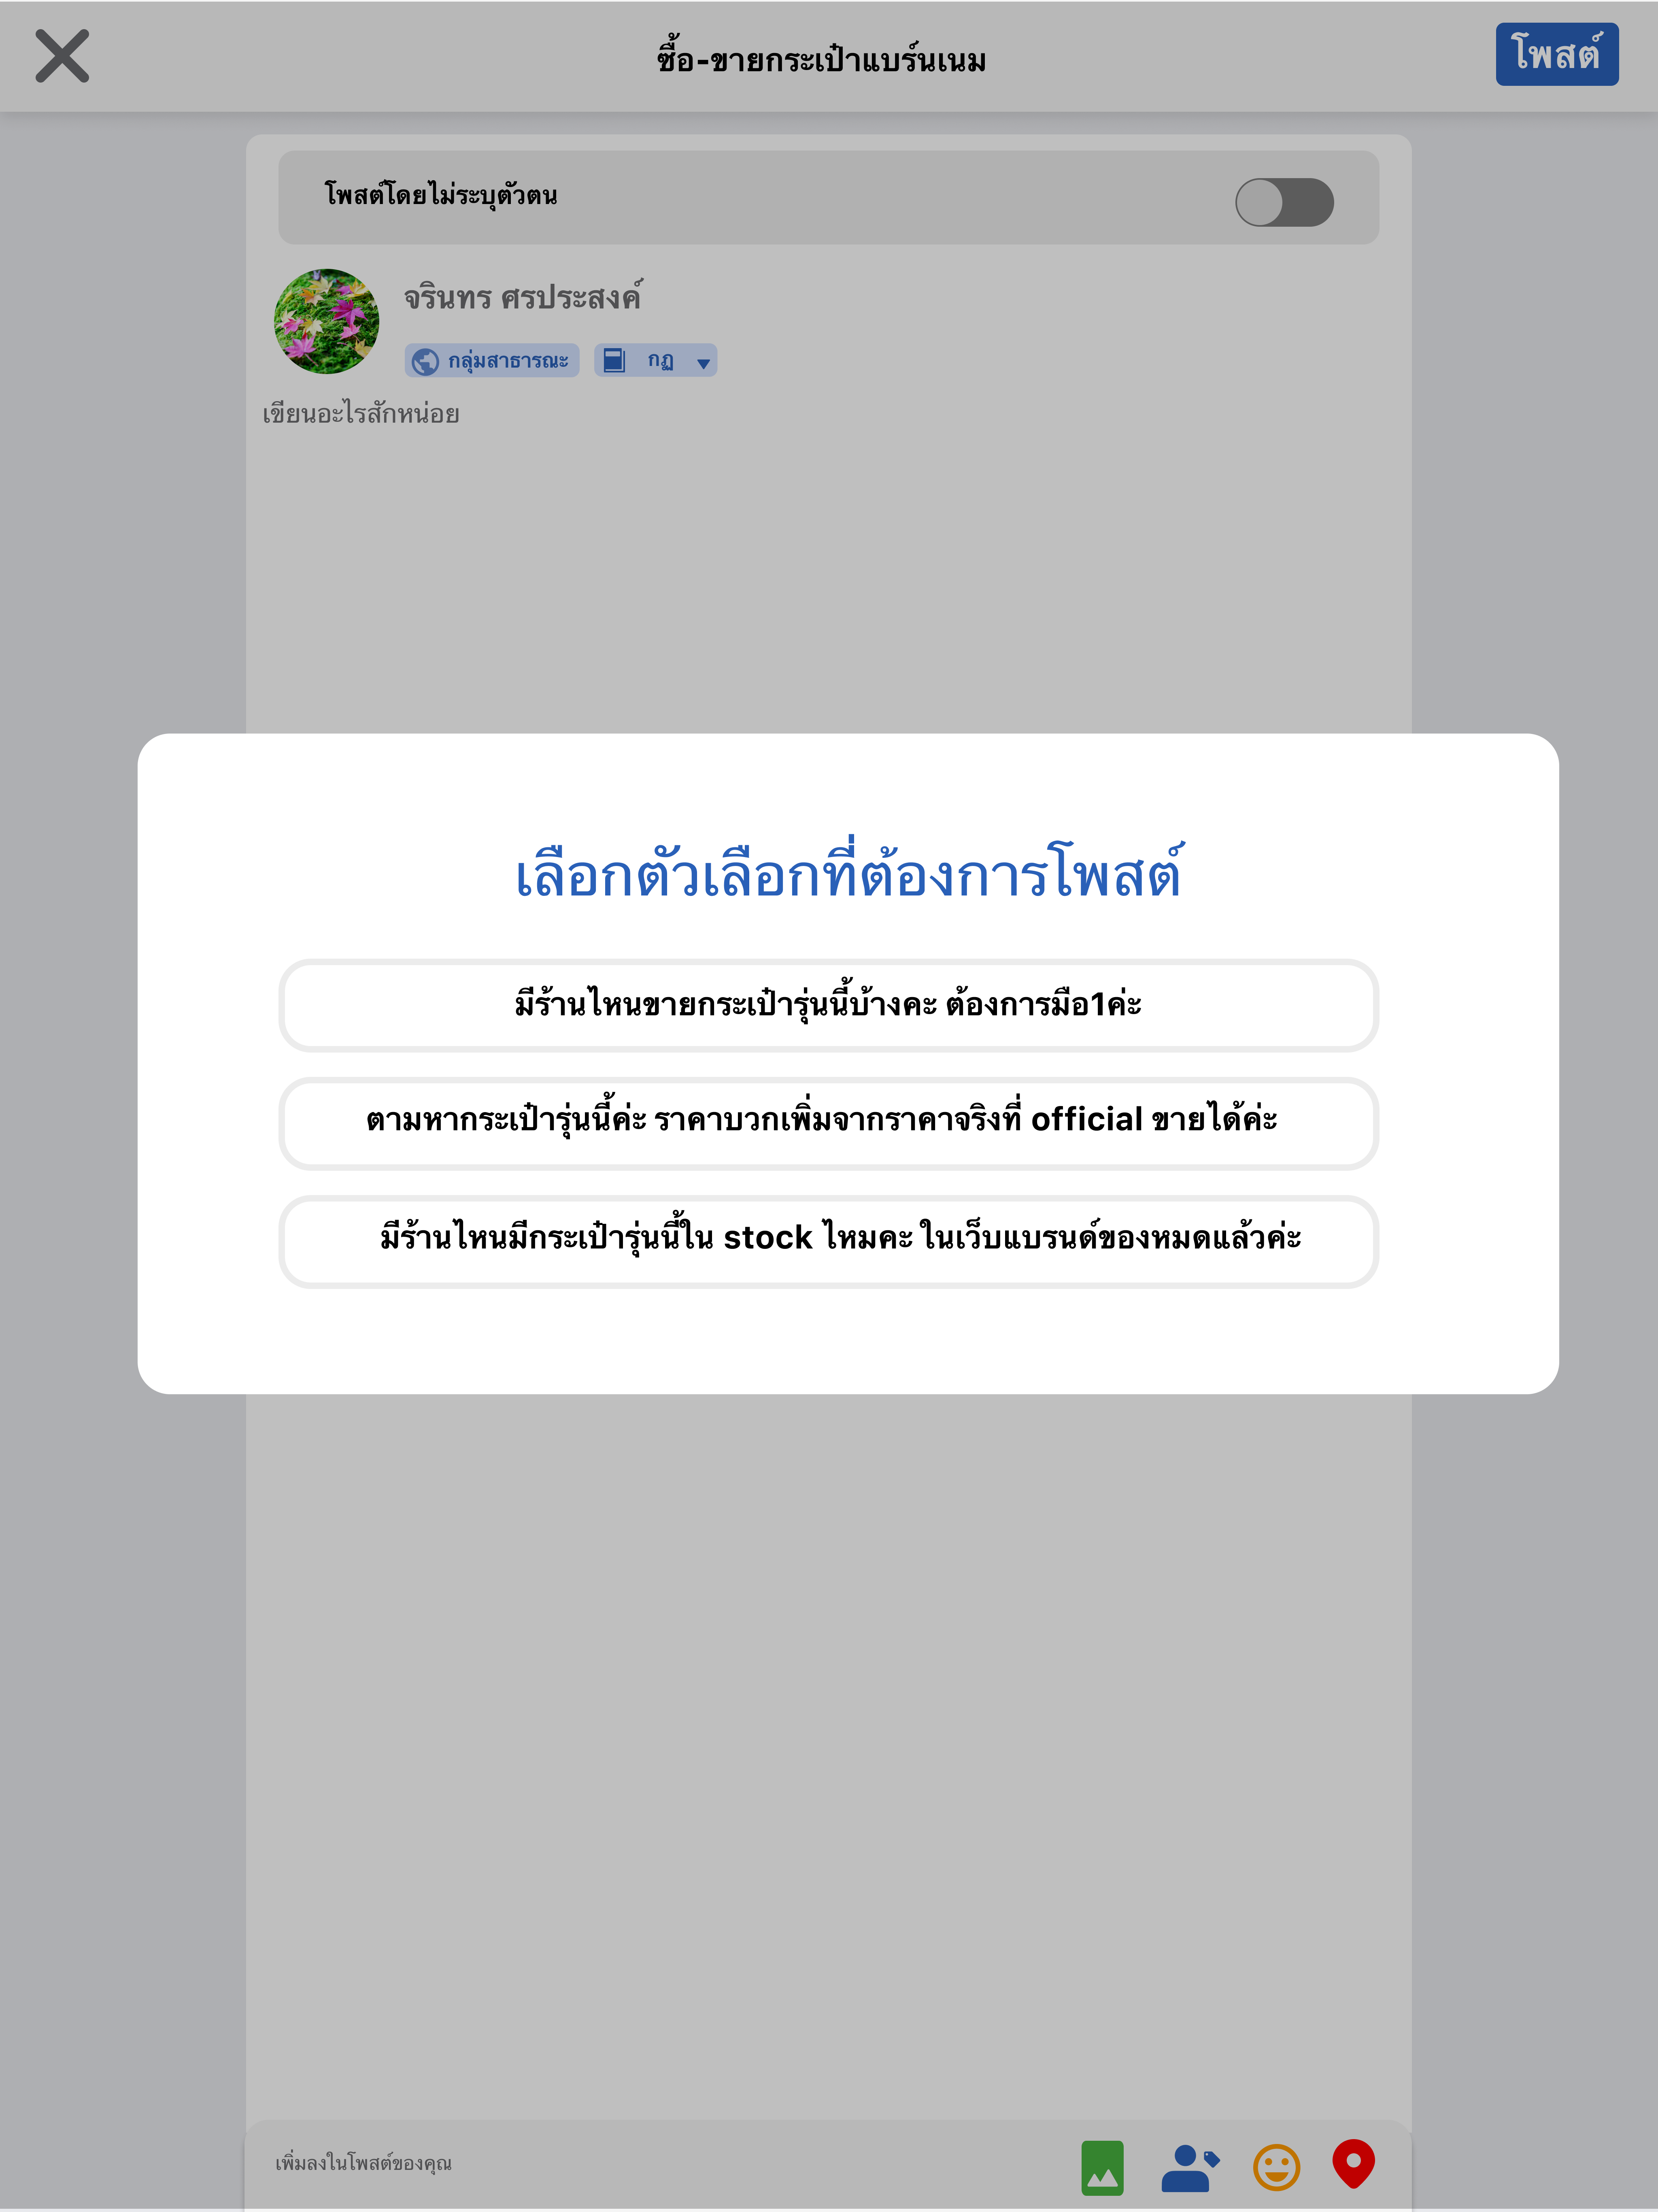 ซื้อ-ขายกระเป๋าแบร์นเนม
โพสต์
โพสต์โดยไม่ระบุตัวตน
จรินทร ศรประสงค์
กลุ่มสาธารณะ
กฏ
เขียนอะไรสักหน่อย
เลือกตัวเลือกที่ต้องการโพสต์
มีร้านไหนขายกระเป๋ารุ่นนี้บ้างคะ ต้องการมือ1ค่ะ
ตามหากระเป๋ารุ่นนี้ค่ะ ราคาบวกเพิ่มจากราคาจริงที่ official ขายได้ค่ะ
มีร้านไหนมีกระเป๋ารุ่นนี้ใน stock ไหมคะ ในเว็บแบรนด์ของหมดแล้วค่ะ
เพิ่มลงในโพสต์ของคุณ